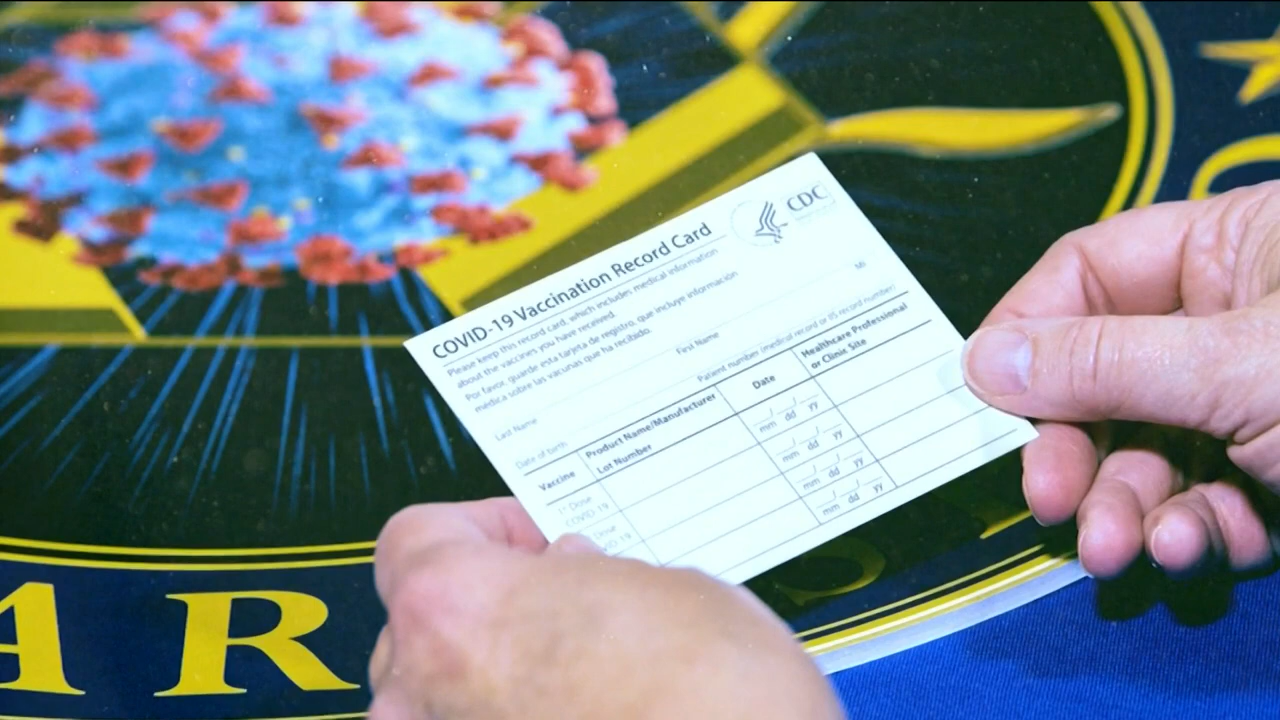 COVID-19 Vaccination Record Card
CDC
Please keep this record card, which includes medical information
about the vaccines you have received.
Por favor, guarde esta tarjeta de registro, que incluye información
médica sobre las vacunas que ha recibido.
Last Name First Name MI
Date of birth Patient number (medical record or IIS record number)
Vaccine Product Name/Manufacturer Date Healthcare Professional
Lot Number or Clinic Site
1st Dose
COVID-19
mm dd yy
Dose
mm dd yy
mm dd yy
mm dd yy
A R